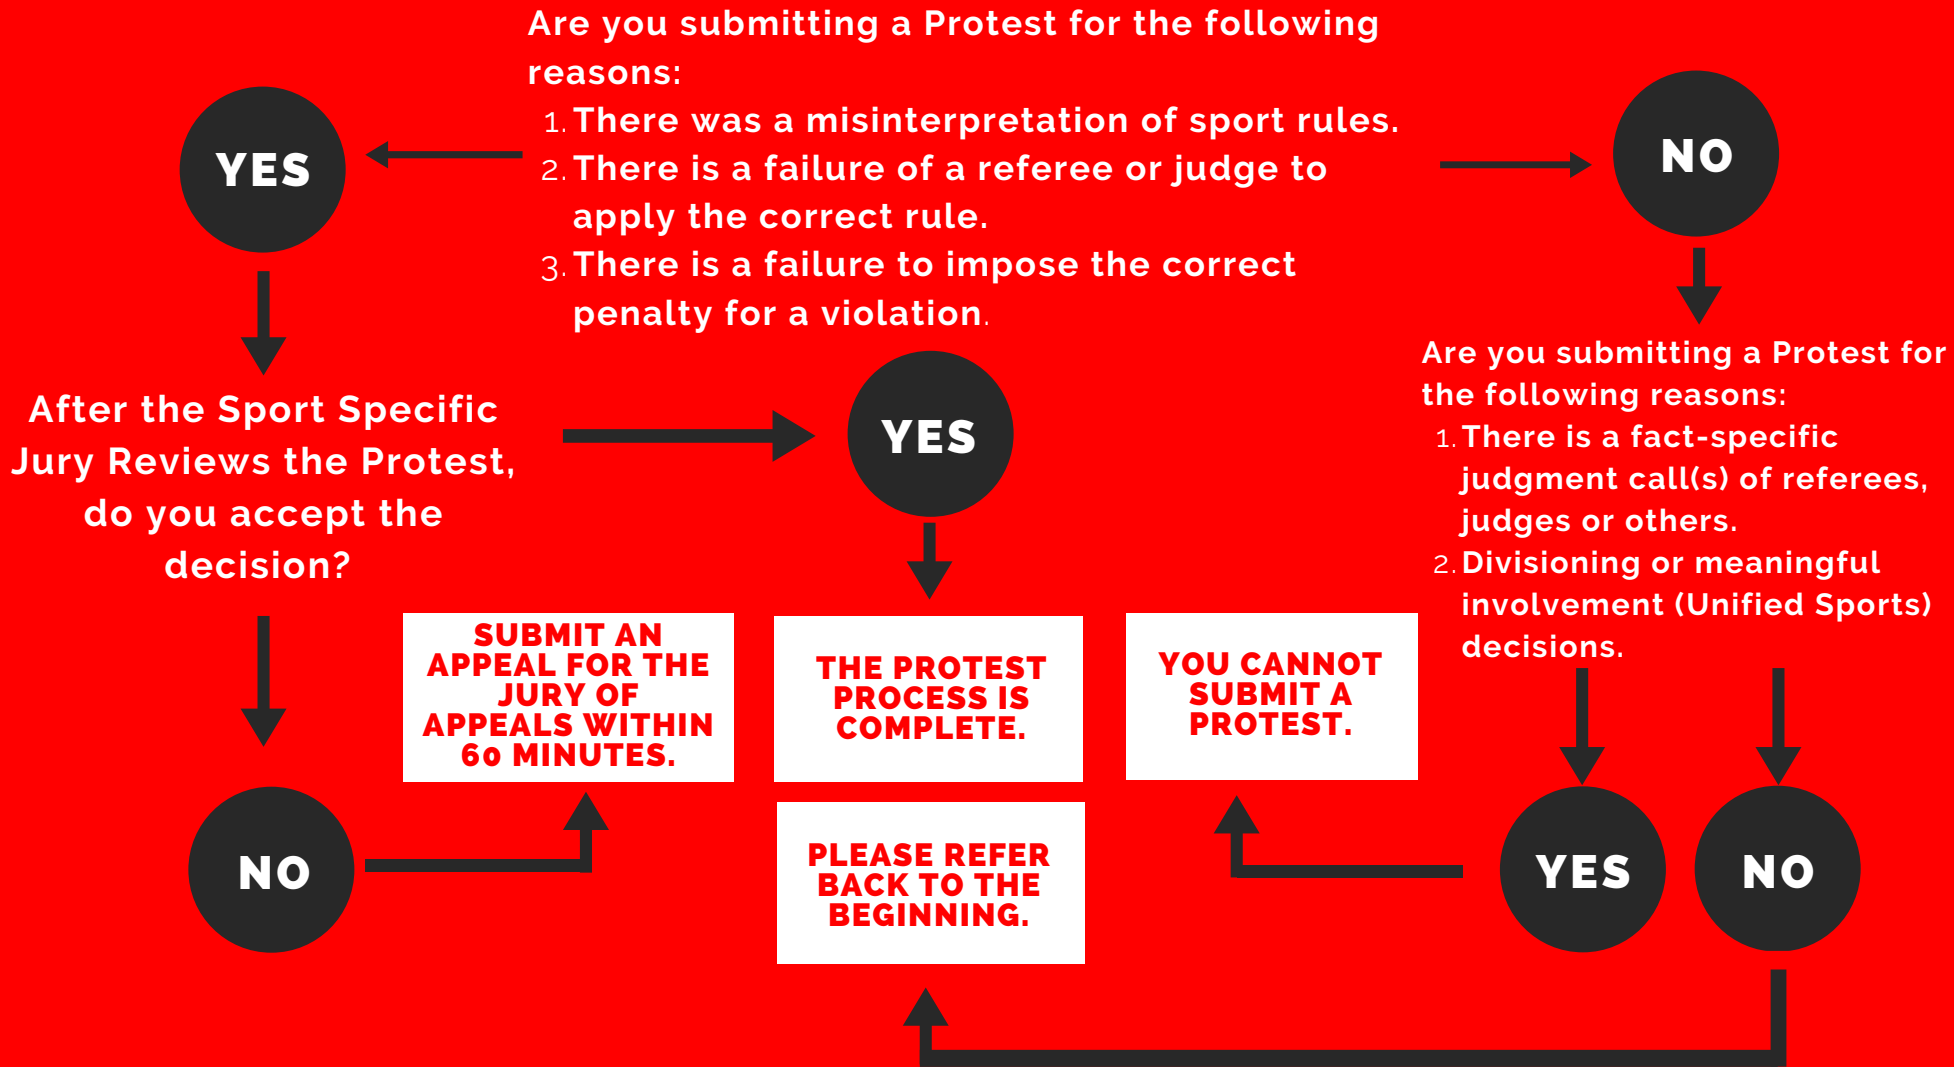 Are you submitting a Protest for the following
reasons:
1. There was a misinterpretation of sport rules.
2. There is a failure of a referee or judge to
apply the correct rule.
3. There is a failure to impose the correct
penalty for a violation.
YES
NO
After the Sport Specific
Jury Reviews the Protest,
do you accept the
decision?
YES
Are you submitting a Protest for
the following reasons:
1. There is a fact-specific
judgment call(s) of referees,
judges or others.
2. Divisioning or meaningful
involvement (Unified Sports)
decisions.
SUBMIT AN
APPEAL FOR THE
JURY OF
APPEALS WITHIN
60 MINUTES.
THE PROTEST
PROCESS IS
COMPLETE.
YOU CANNOT
SUBMIT A
PROTEST.
NO
PLEASE REFER
BACK TO THE
BEGINNING.
YES
NO